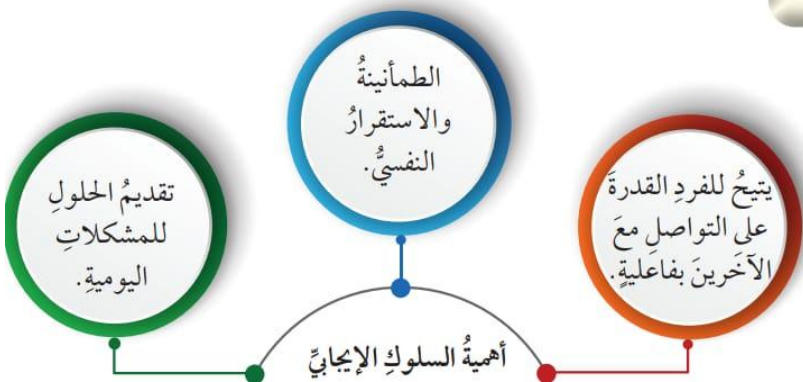 يتيحُ للفردِ القدرةَ
على التواصلِ معَ
الآخَرينَ بفاعليةٍ.
الطمأنينةُ
والاستقرارُ
النفسيُّ.
تقديمُ الحلولِ
للمشكلاتِ
اليوميةِ.
أهميةُ السلوكِ الإيجابيِّ